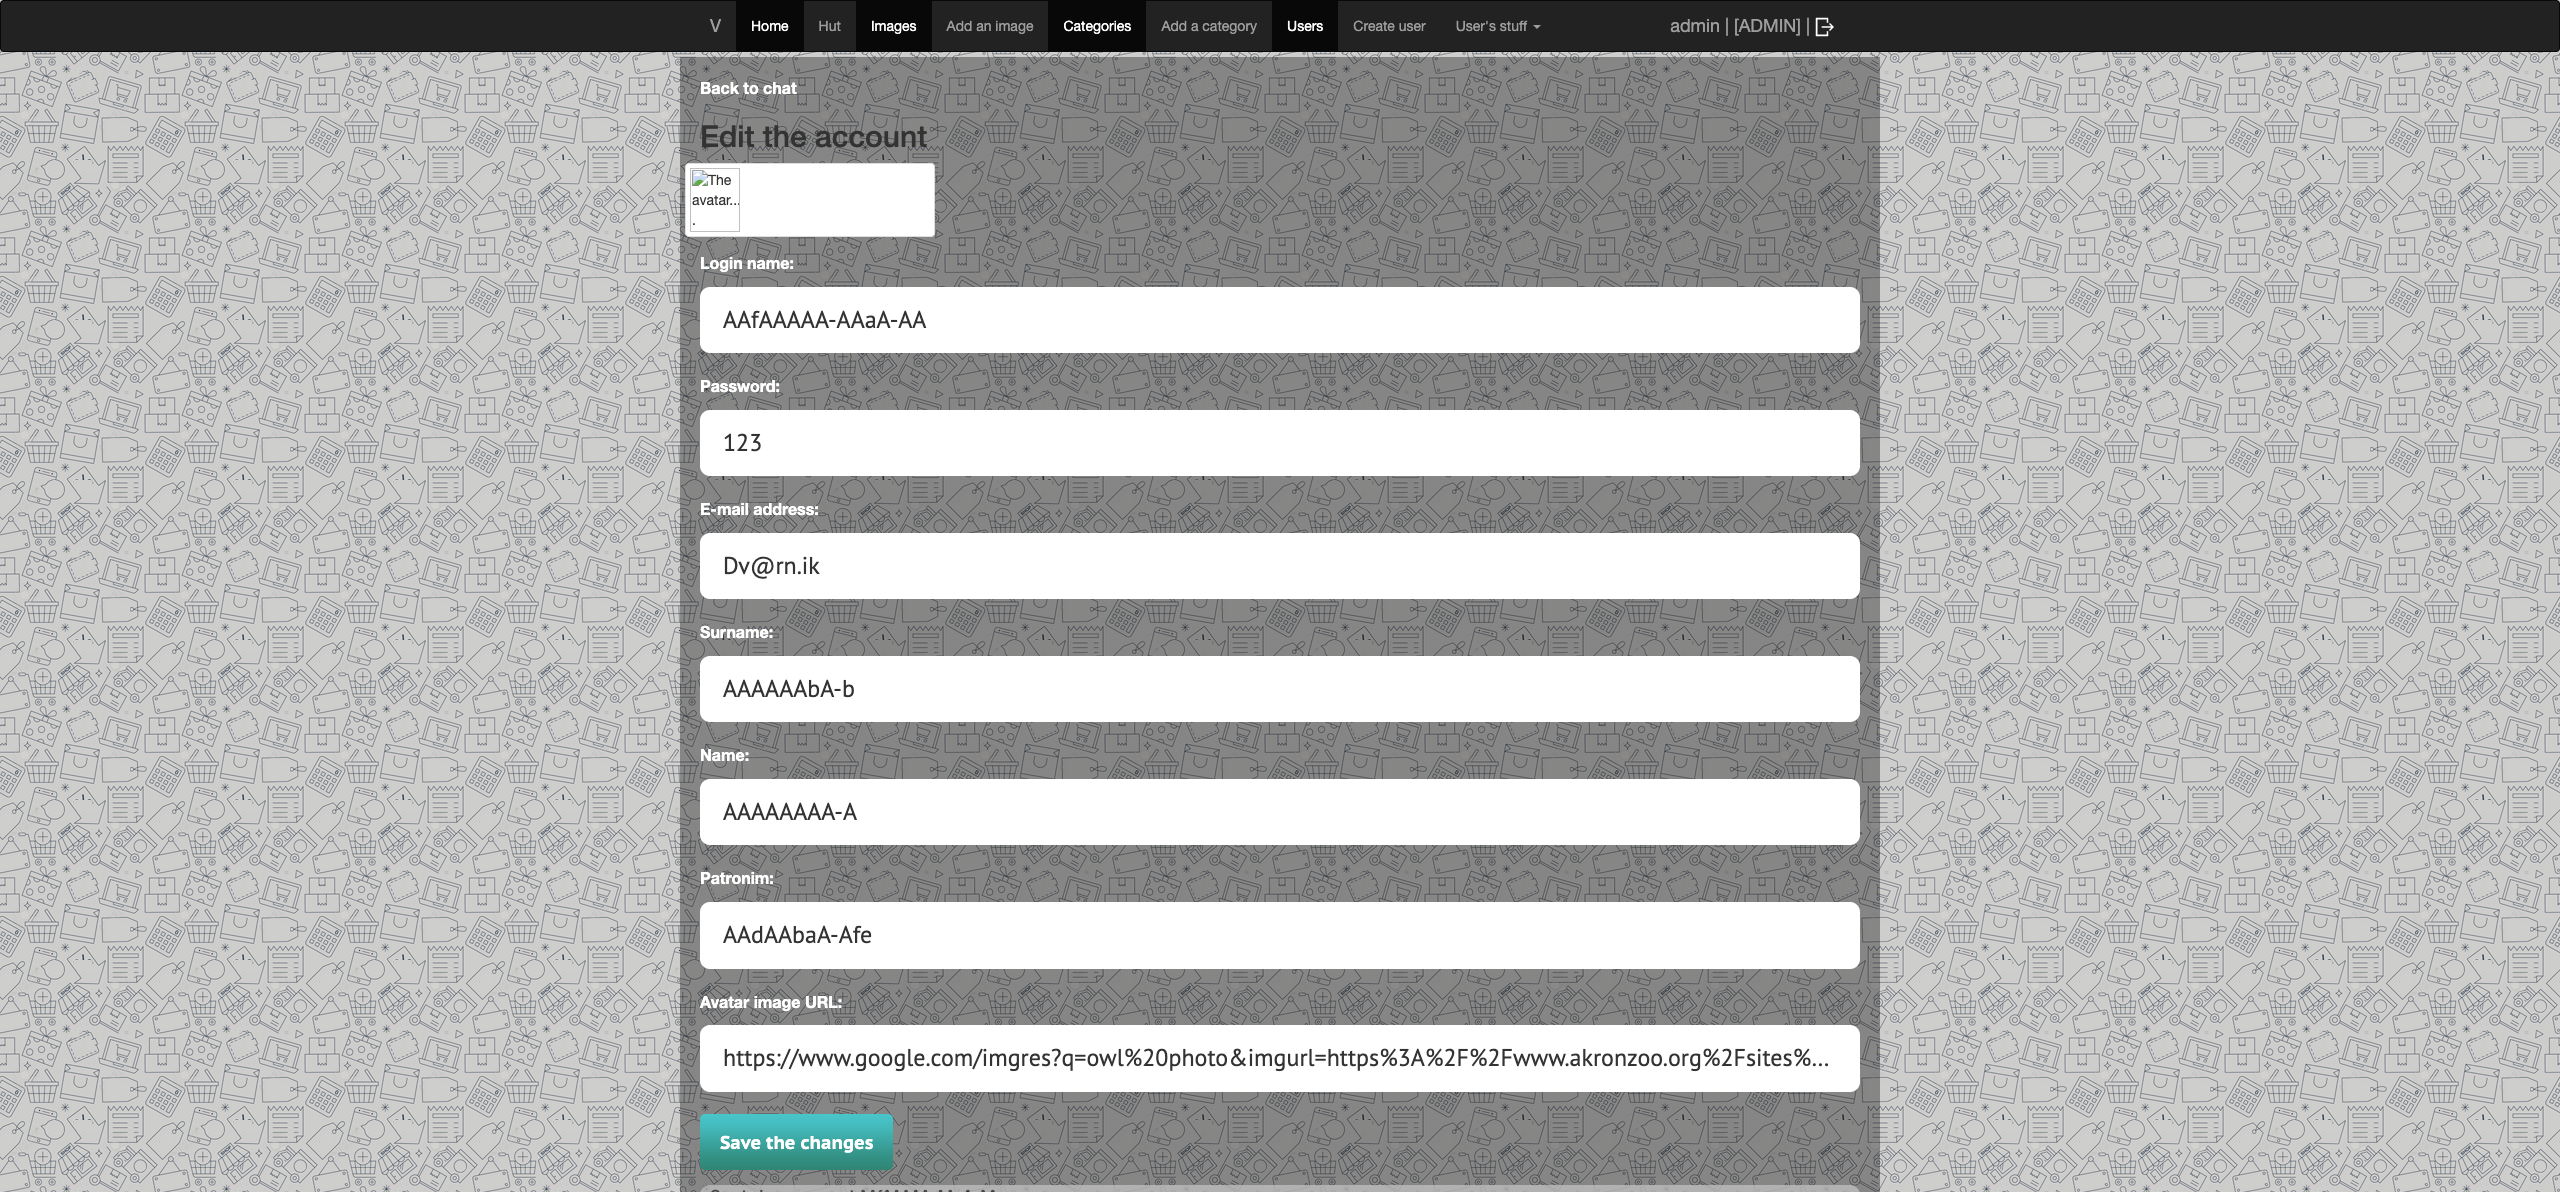 V Home Hut Images Add an image Categories Add a category Users Create user User's stuff admin | [ADMIN] |
Back to chat
Edit the account
The
avatar...
.
Login name:
AAfAAAAA-AAaA-AA
Password:
123
E-mail address:
Dv@rn.ik
Surname:
AAAAAAbA-b
Name:
AAAAAAAA-A
Patronim:
AAdAAbaA-Afe
Avatar image URL:
https://www.google.com/imgres?q=owl%20photo&imgurl=https%3A%2F%2Fwww.akronzoo.org%2Fsites%...
Save the changes